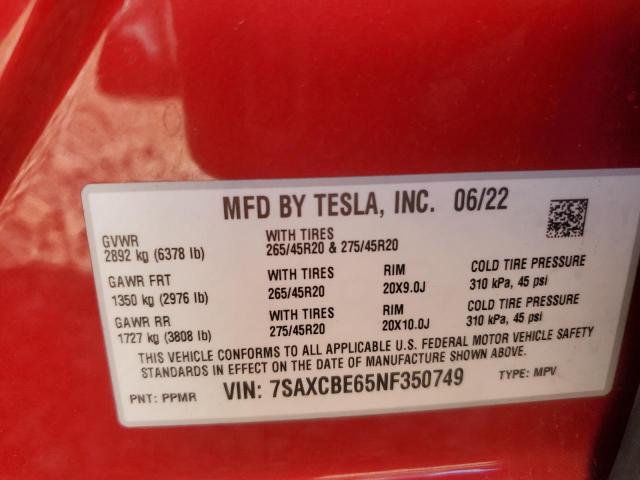 MFD BY TESLA, INC. 06/22
GVWR
2892 kg (6378 lb)
WITH TIRES
265/45R20 & 275/45R20
GAWR FRT
1350 kg (2976 lb)
WITH TIRES
265/45R20
RIM
20X9.0J
COLD TIRE PRESSURE
310 kPa, 45 psi
GAWR RR
1727 kg (3808 lb)
WITH TIRES
275/45R20
RIM
20X10.0J
COLD TIRE PRESSURE
310 kPa, 45 psi
THIS VEHICLE CONFORMS TO ALL APPLICABLE U.S. FEDERAL MOTOR VEHICLE SAFETY
STANDARDS IN EFFECT ON THE DATE OF MANUFACTURE SHOWN ABOVE.
PNT: PPMR VIN: 7SAXCBE65NF350749 TYPE: MPV